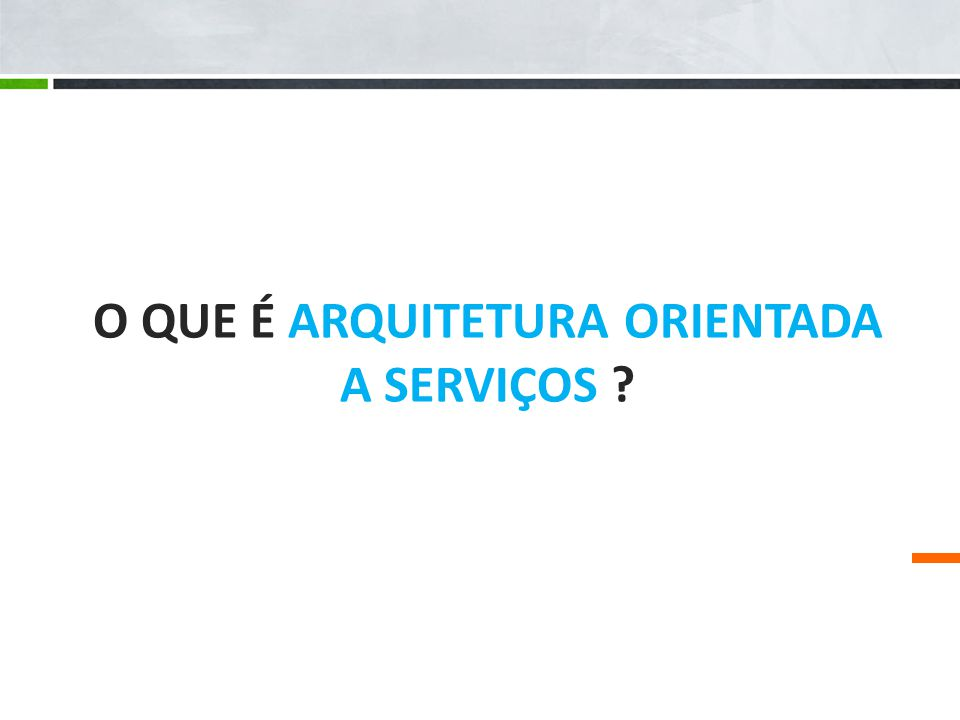 O QUE É ARQUITETURA ORIENTADA
A SERVIÇOS ?